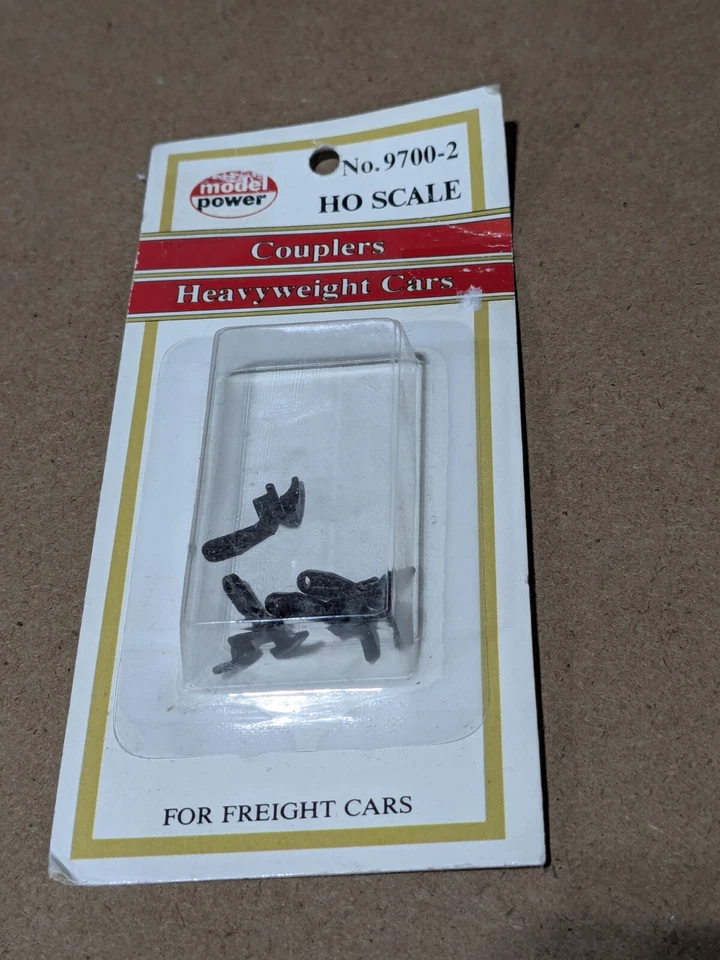 model
power
No. 9700-2
HO SCALE
Couplers
Heavyweight Cars
FOR FREIGHT CARS